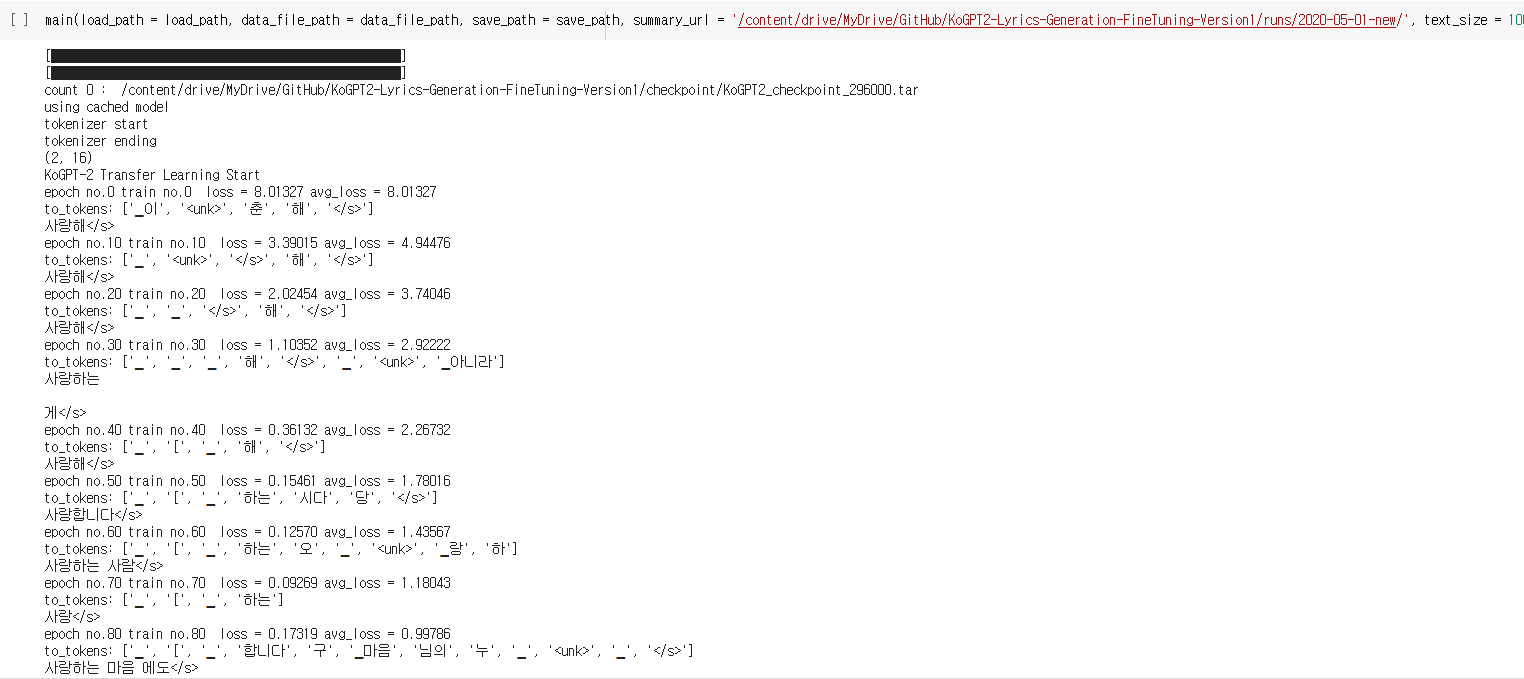 [ ] main(load_path = load_path, data_file_path = data_file_path, save_path = save_path, summary_url = '/content/drive/MyDrive/GitHub/KoGPT2-Lyrics-Generation-FineTuning-Version1/runs/2020-05-01-new/', text_size = 100
[████████████████████████████████████████]
[████████████████████████████████████████]
count 0 :  /content/drive/MyDrive/GitHub/KoGPT2-Lyrics-Generation-FineTuning-Version1/checkpoint/KoGPT2_checkpoint_296000.tar
using cached model
tokenizer start
tokenizer ending
(2, 16)
KoGPT-2 Transfer Learning Start
epoch no.0 train no.0  loss = 8.01327 avg_loss = 8.01327
to_tokens: ['▁이', '<unk>', '춘', '해', '</s>']
사랑해</s>
epoch no.10 train no.10  loss = 3.39015 avg_loss = 4.94476
to_tokens: ['▁', '<unk>', '</s>', '해', '</s>']
사랑해</s>
epoch no.20 train no.20  loss = 2.02454 avg_loss = 3.74046
to_tokens: ['▁', '▁', '</s>', '해', '</s>']
사랑해</s>
epoch no.30 train no.30  loss = 1.10352 avg_loss = 2.92222
to_tokens: ['▁', '▁', '▁', '해', '</s>', '▁', '<unk>', '▁아니라']
사랑하는
게</s>
epoch no.40 train no.40  loss = 0.36132 avg_loss = 2.26732
to_tokens: ['▁', '[', '▁', '해', '</s>']
사랑해</s>
epoch no.50 train no.50  loss = 0.15461 avg_loss = 1.78016
to_tokens: ['▁', '[', '▁', '하는', '시다', '당', '</s>']
사랑합니다</s>
epoch no.60 train no.60  loss = 0.12570 avg_loss = 1.43567
to_tokens: ['▁', '[', '▁', '하는', '오', '▁', '<unk>', '▁랑', '하']
사랑하는 사람</s>
epoch no.70 train no.70  loss = 0.09269 avg_loss = 1.18043
to_tokens: ['▁', '[', '▁', '하는']
사랑</s>
epoch no.80 train no.80  loss = 0.17319 avg_loss = 0.99786
to_tokens: ['▁', '[', '▁', '합니다', '구', '▁마음', '님의', '누', '▁', '<unk>', '▁', '</s>']
사랑하는 마음 에도</s>